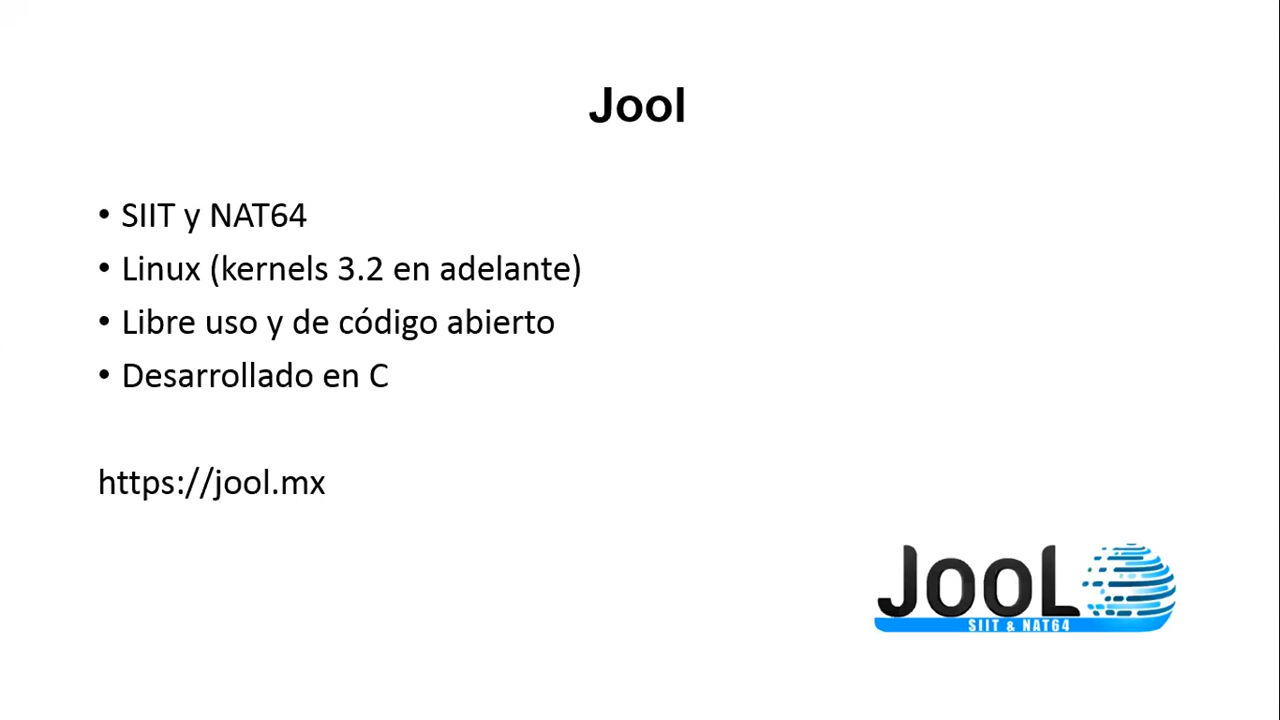 Jool
• SIIT y NAT64
• Linux (kernels 3.2 en adelante)
• Libre uso y de código abierto
• Desarrollado en C
https://jool.mx
JOOL
SIIT & NAT64